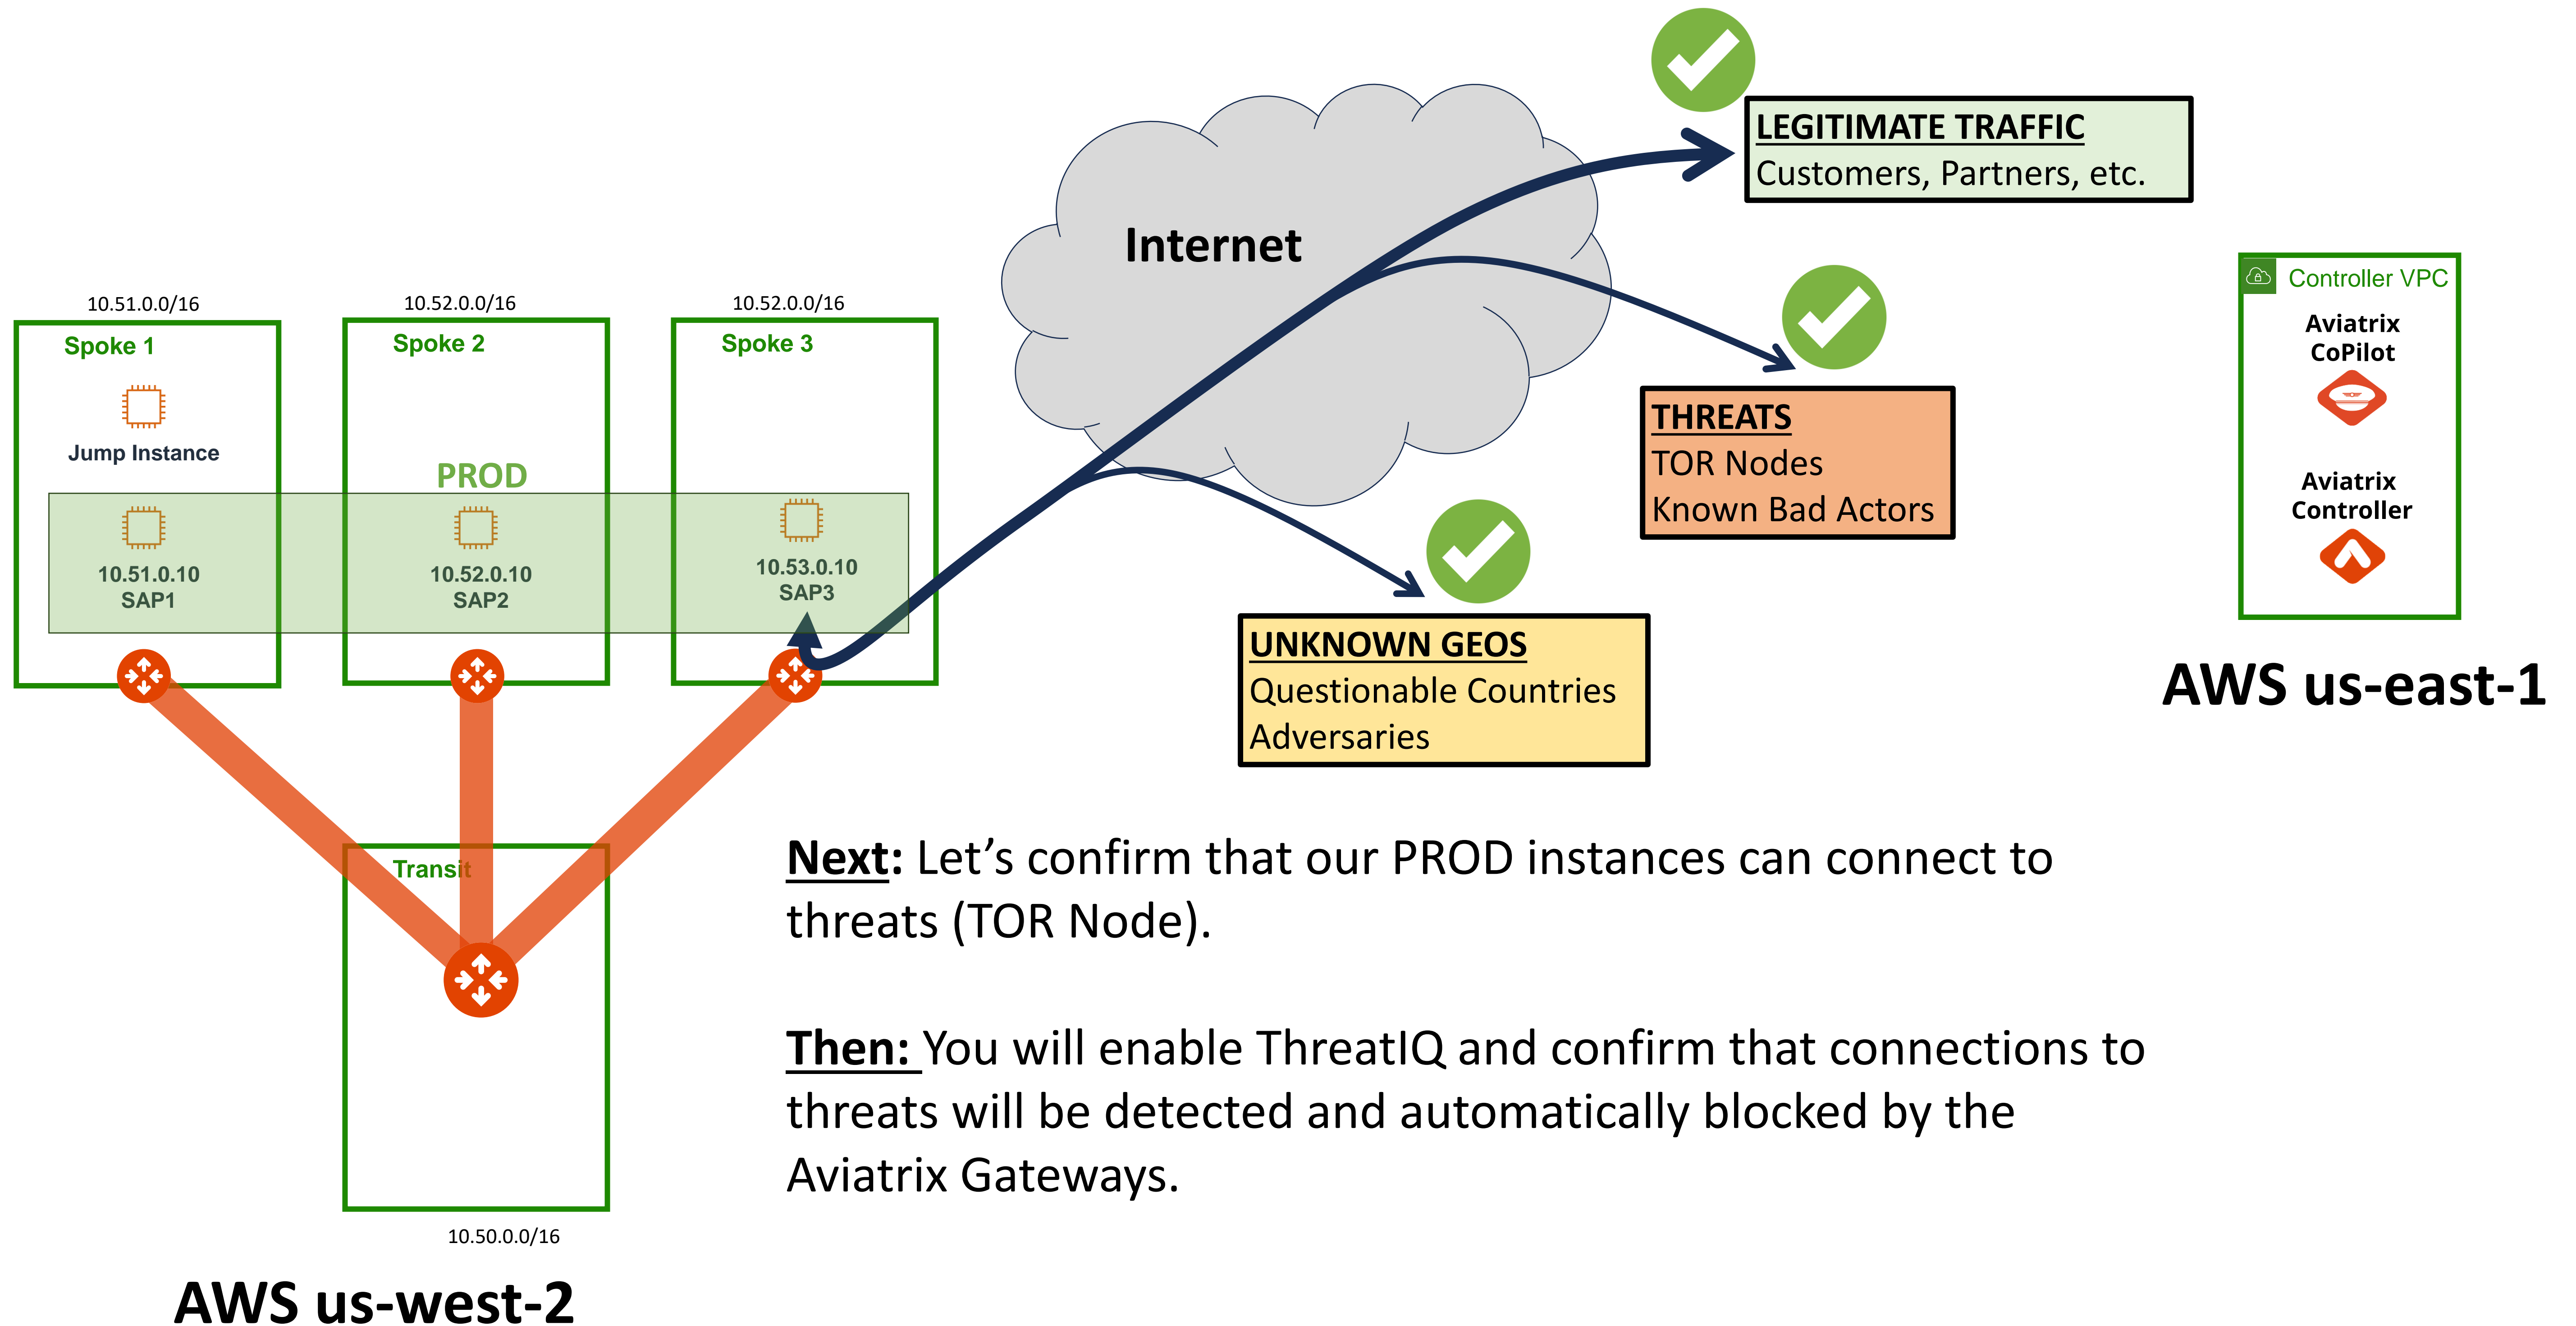 LEGITIMATE TRAFFIC
Customers, Partners, etc.
Internet
Controller VPC
Aviatrix
CoPilot
Aviatrix
Controller
AWS us-east-1
10.51.0.0/16
10.52.0.0/16
10.52.0.0/16
Spoke 1
Spoke 2
Spoke 3
Jump Instance
PROD
10.51.0.10
SAP1
10.52.0.10
SAP2
10.53.0.10
SAP3
THREATS
TOR Nodes
Known Bad Actors
UNKNOWN GEOS
Questionable Countries
Adversaries
Transit
10.50.0.0/16
AWS us-west-2
Next: Let’s confirm that our PROD instances can connect to
threats (TOR Node).
Then: You will enable ThreatIQ and confirm that connections to
threats will be detected and automatically blocked by the
Aviatrix Gateways.